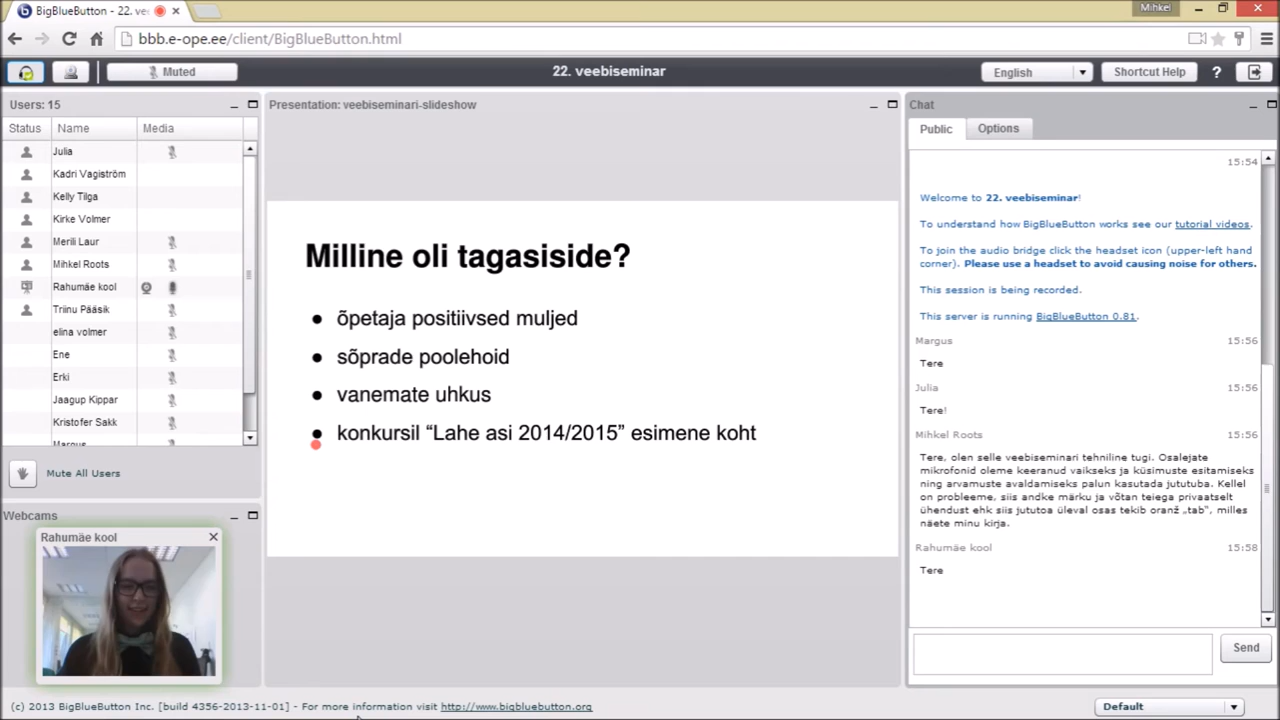 BigBlueButton - 22. ve
Mihkel
bbb.e-ope.ee/client/BigBlueButton.html
Muted
22. veebiseminar
English
Shortcut Help
?
Users: 15
Status Name Media
Julia
Kadri Vagiström
Kelly Tilga
Kirke Volmer
Merili Laur
Mihkel Roots
Rahumäe kool
Triinu Pääsik
elina volmer
Ene
Erki
Jaagup Kippar
Kristofer Sakk
Margus
Mute All Users
Webcams
Rahumäe kool
Presentation: veebiseminari-slideshow
Milline oli tagasiside?
● õpetaja positiivsed muljed
● sõprade poolehoid
● vanemate uhkus
● konkursil “Lahe asi 2014/2015” esimene koht
Chat
Public Options
15:54
Welcome to 22. veebiseminar!
To understand how BigBlueButton works see our tutorial videos.
To join the audio bridge click the headset icon (upper-left hand
corner). Please use a headset to avoid causing noise for others.
This session is being recorded.
This server is running BigBlueButton 0.81.
Margus 15:56
Tere
Julia 15:56
Tere!
Mihkel Roots 15:56
Tere, olen selle veebiseminari tehniline tugi. Osalejate
mikrofonid oleme keeranud vaikseks ja küsimuste esitamiseks
ning arvamuste avaldamiseks palun kasutada jututuba. Kellel
on probleeme, siis andke märku ja võtan teiega privaatselt
ühendust ehk siis jututoa üleval osas tekib oranž „tab“, milles
näete minu kirja.
Rahumäe kool 15:58
Tere
Send
(c) 2013 BigBlueButton Inc. [build 4356-2013-11-01] - For more information visit http://www.bigbluebutton.org
Default